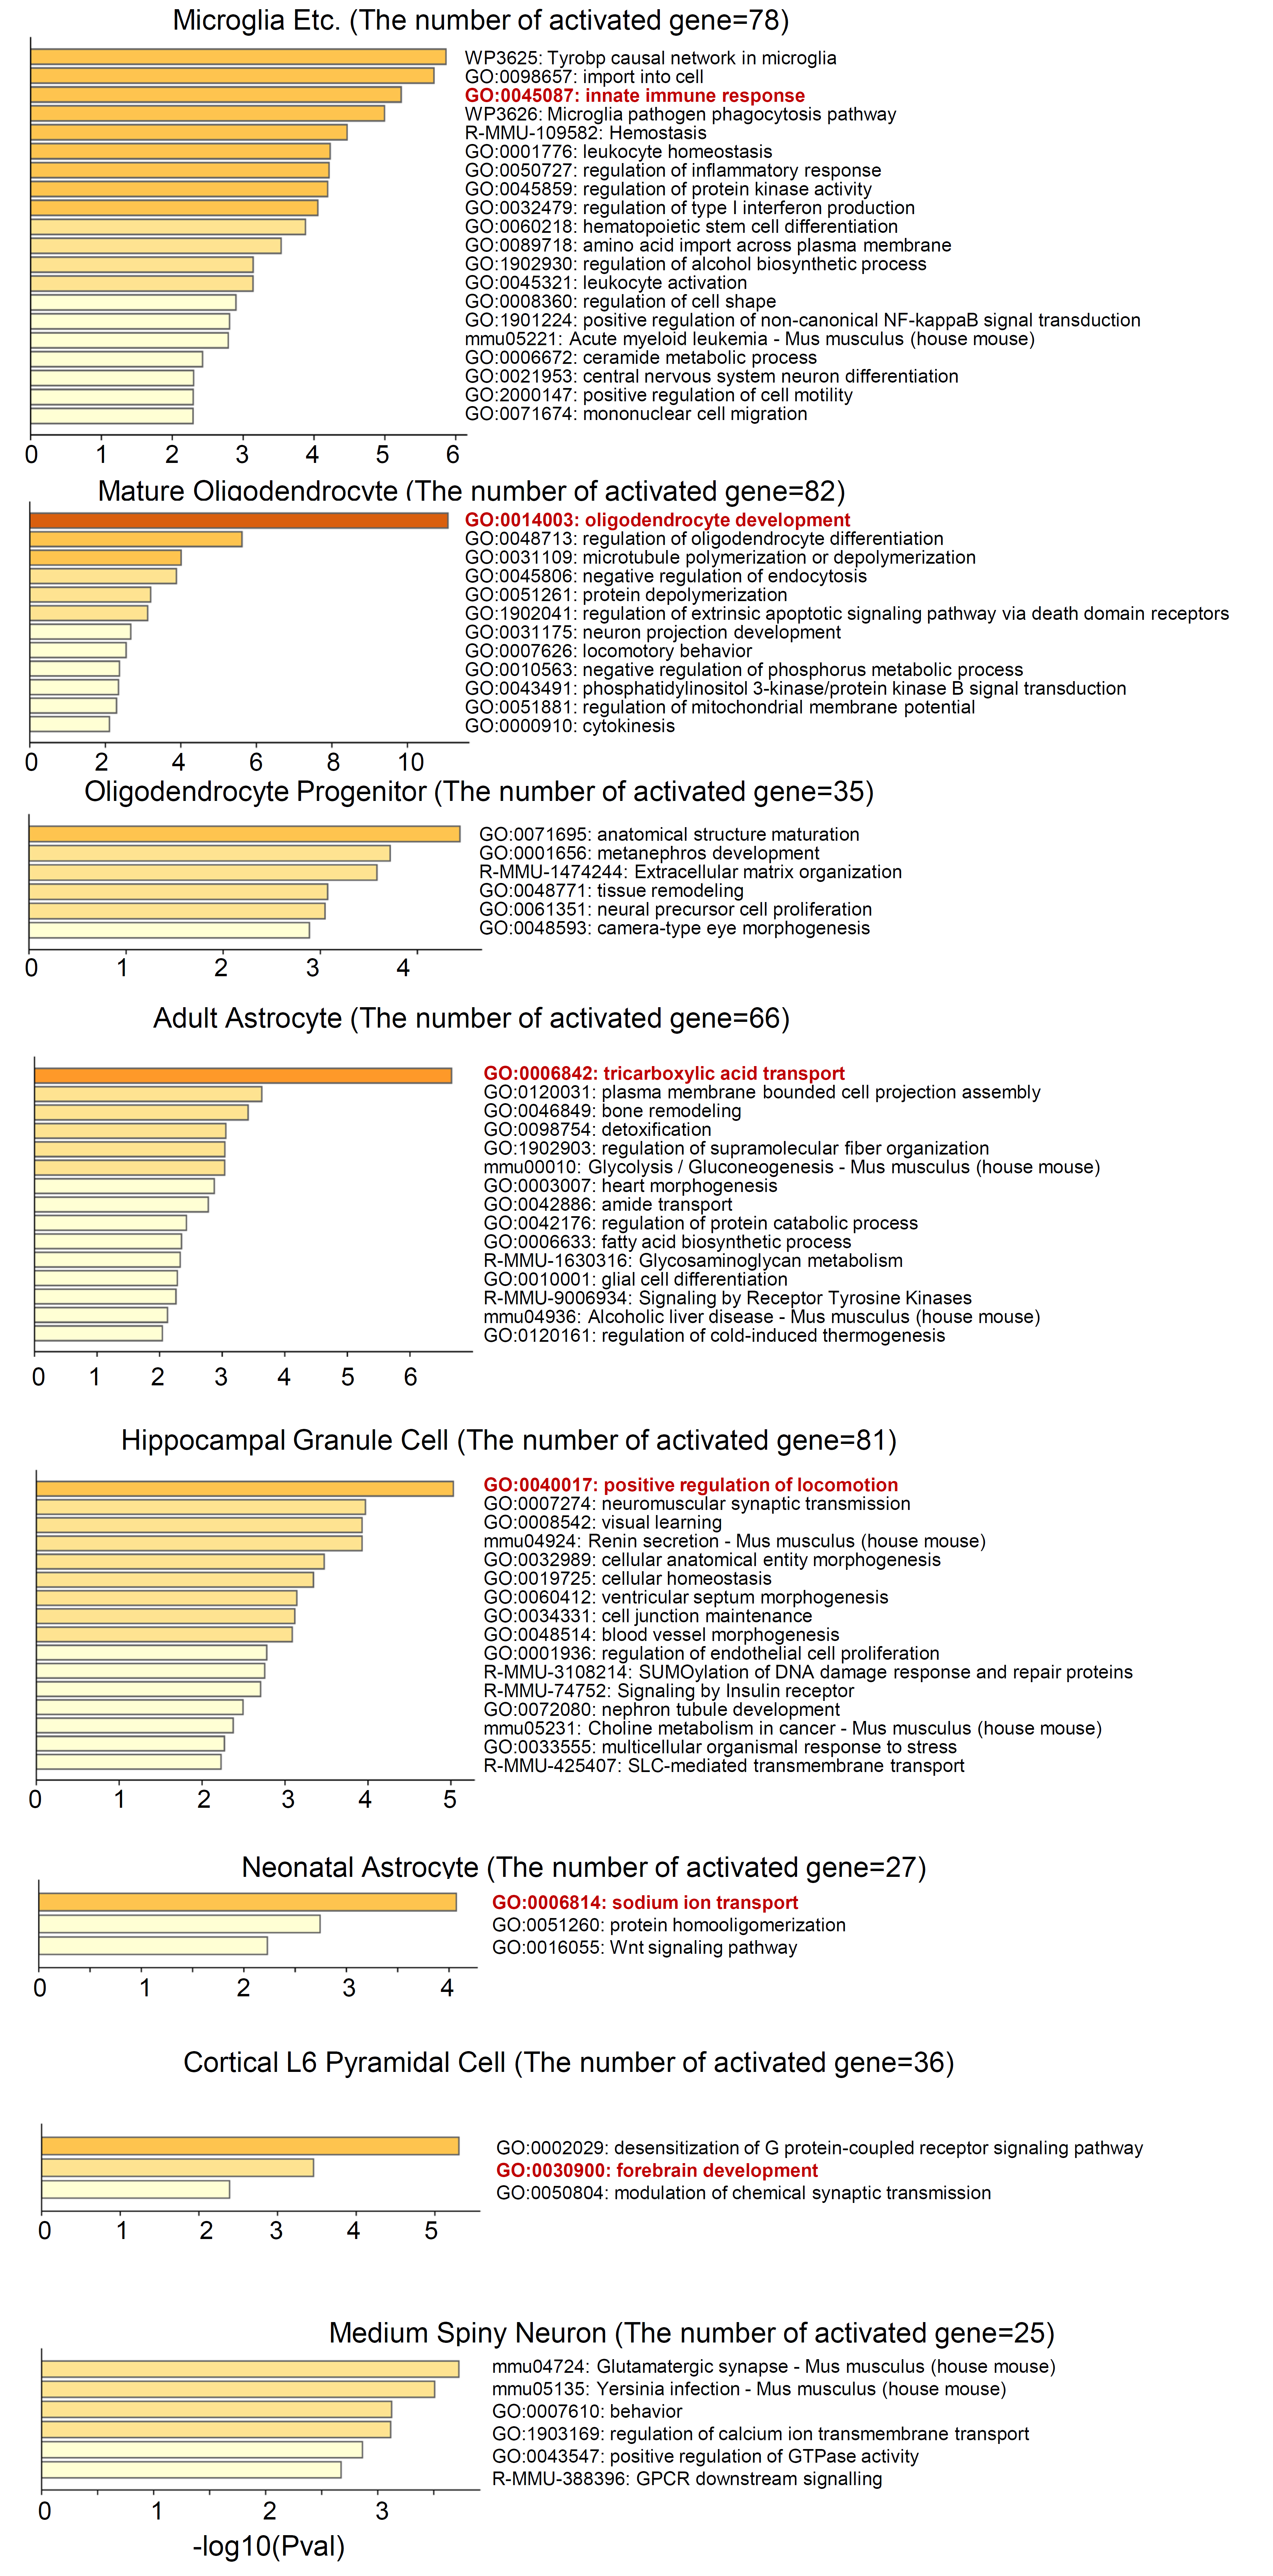 Microglia Etc. (The number of activated gene=78)
WP3625: Tyrobp causal network in microglia
GO:0098657: import into cell
GO:0045087: innate immune response
WP3626: Microglia pathogen phagocytosis pathway
R-MMU-109582: Hemostasis
GO:0001776: leukocyte homeostasis
GO:0050727: regulation of inflammatory response
GO:0045859: regulation of protein kinase activity
GO:0032479: regulation of type I interferon production
GO:0060218: hematopoietic stem cell differentiation
GO:0089718: amino acid import across plasma membrane
GO:1902930: regulation of alcohol biosynthetic process
GO:0045321: leukocyte activation
GO:0008360: regulation of cell shape
GO:1901224: positive regulation of non-canonical NF-kappaB signal transduction
mmu05221: Acute myeloid leukemia - Mus musculus (house mouse)
GO:0006672: ceramide metabolic process
GO:0021953: central nervous system neuron differentiation
GO:2000147: positive regulation of cell motility
GO:0071674: mononuclear cell migration
0 1 2 3 4 5 6
Mature Oligodendrocyte (The number of activated gene=82)
GO:0014003: oligodendrocyte development
GO:0048713: regulation of oligodendrocyte differentiation
GO:0031109: microtubule polymerization or depolymerization
GO:0045806: negative regulation of endocytosis
GO:0051261: protein depolymerization
GO:1902041: regulation of extrinsic apoptotic signaling pathway via death domain receptors
GO:0031175: neuron projection development
GO:0007626: locomotory behavior
GO:0010563: negative regulation of phosphorus metabolic process
GO:0043491: phosphatidylinositol 3-kinase/protein kinase B signal transduction
GO:0051881: regulation of mitochondrial membrane potential
GO:0000910: cytokinesis
0 2 4 6 8 10
Oligodendrocyte Progenitor (The number of activated gene=35)
GO:0071695: anatomical structure maturation
GO:0001656: metanephros development
R-MMU-1474244: Extracellular matrix organization
GO:0048771: tissue remodeling
GO:0061351: neural precursor cell proliferation
GO:0048593: camera-type eye morphogenesis
0 1 2 3 4
Adult Astrocyte (The number of activated gene=66)
GO:0006842: tricarboxylic acid transport
GO:0120031: plasma membrane bounded cell projection assembly
GO:0046849: bone remodeling
GO:0098754: detoxification
GO:1902903: regulation of supramolecular fiber organization
mmu00010: Glycolysis / Gluconeogenesis - Mus musculus (house mouse)
GO:0003007: heart morphogenesis
GO:0042886: amide transport
GO:0042176: regulation of protein catabolic process
GO:0006633: fatty acid biosynthetic process
R-MMU-1630316: Glycosaminoglycan metabolism
GO:0010001: glial cell differentiation
R-MMU-9006934: Signaling by Receptor Tyrosine Kinases
mmu04936: Alcoholic liver disease - Mus musculus (house mouse)
GO:0120161: regulation of cold-induced thermogenesis
0 1 2 3 4 5 6
Hippocampal Granule Cell (The number of activated gene=81)
GO:0040017: positive regulation of locomotion
GO:0007274: neuromuscular synaptic transmission
GO:0008542: visual learning
mmu04924: Renin secretion - Mus musculus (house mouse)
GO:0032989: cellular anatomical entity morphogenesis
GO:0019725: cellular homeostasis
GO:0060412: ventricular septum morphogenesis
GO:0034331: cell junction maintenance
GO:0048514: blood vessel morphogenesis
GO:0001936: regulation of endothelial cell proliferation
R-MMU-3108214: SUMOylation of DNA damage response and repair proteins
R-MMU-74752: Signaling by Insulin receptor
GO:0072080: nephron tubule development
mmu05231: Choline metabolism in cancer - Mus musculus (house mouse)
GO:0033555: multicellular organismal response to stress
R-MMU-425407: SLC-mediated transmembrane transport
0 1 2 3 4 5
Neonatal Astrocyte (The number of activated gene=27)
GO:0006814: sodium ion transport
GO:0051260: protein homooligomerization
GO:0016055: Wnt signaling pathway
0 1 2 3 4
Cortical L6 Pyramidal Cell (The number of activated gene=36)
GO:0002029: desensitization of G protein-coupled receptor signaling pathway
GO:0030900: forebrain development
GO:0050804: modulation of chemical synaptic transmission
0 1 2 3 4 5
Medium Spiny Neuron (The number of activated gene=25)
mmu04724: Glutamatergic synapse - Mus musculus (house mouse)
mmu05135: Yersinia infection - Mus musculus (house mouse)
GO:0007610: behavior
GO:1903169: regulation of calcium ion transmembrane transport
GO:0043547: positive regulation of GTPase activity
R-MMU-388396: GPCR downstream signalling
0 1 2 3
-log10(Pval)